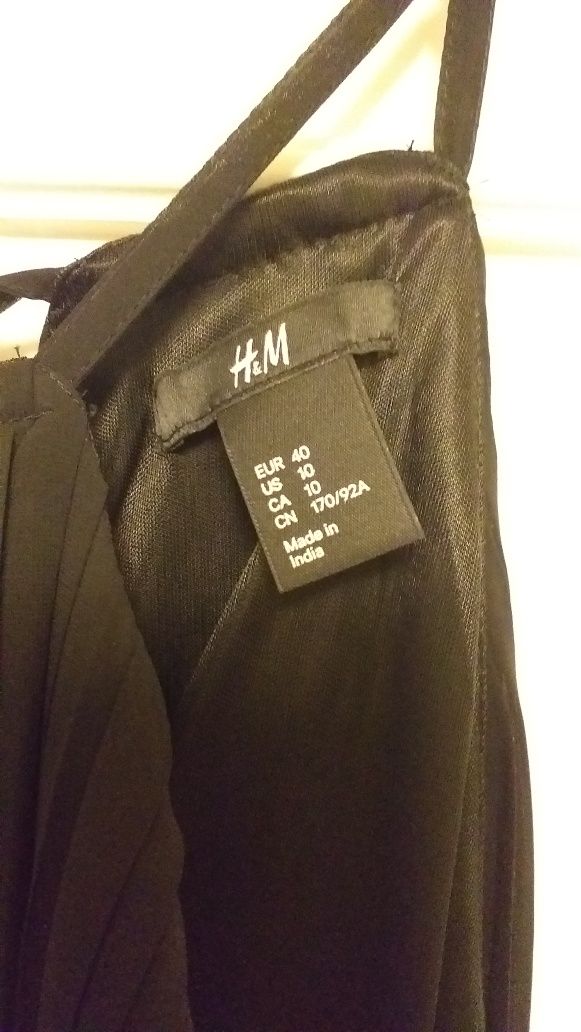 H&M
EUR 40
US 10
CA 10
CN 170/92A
Made in
India